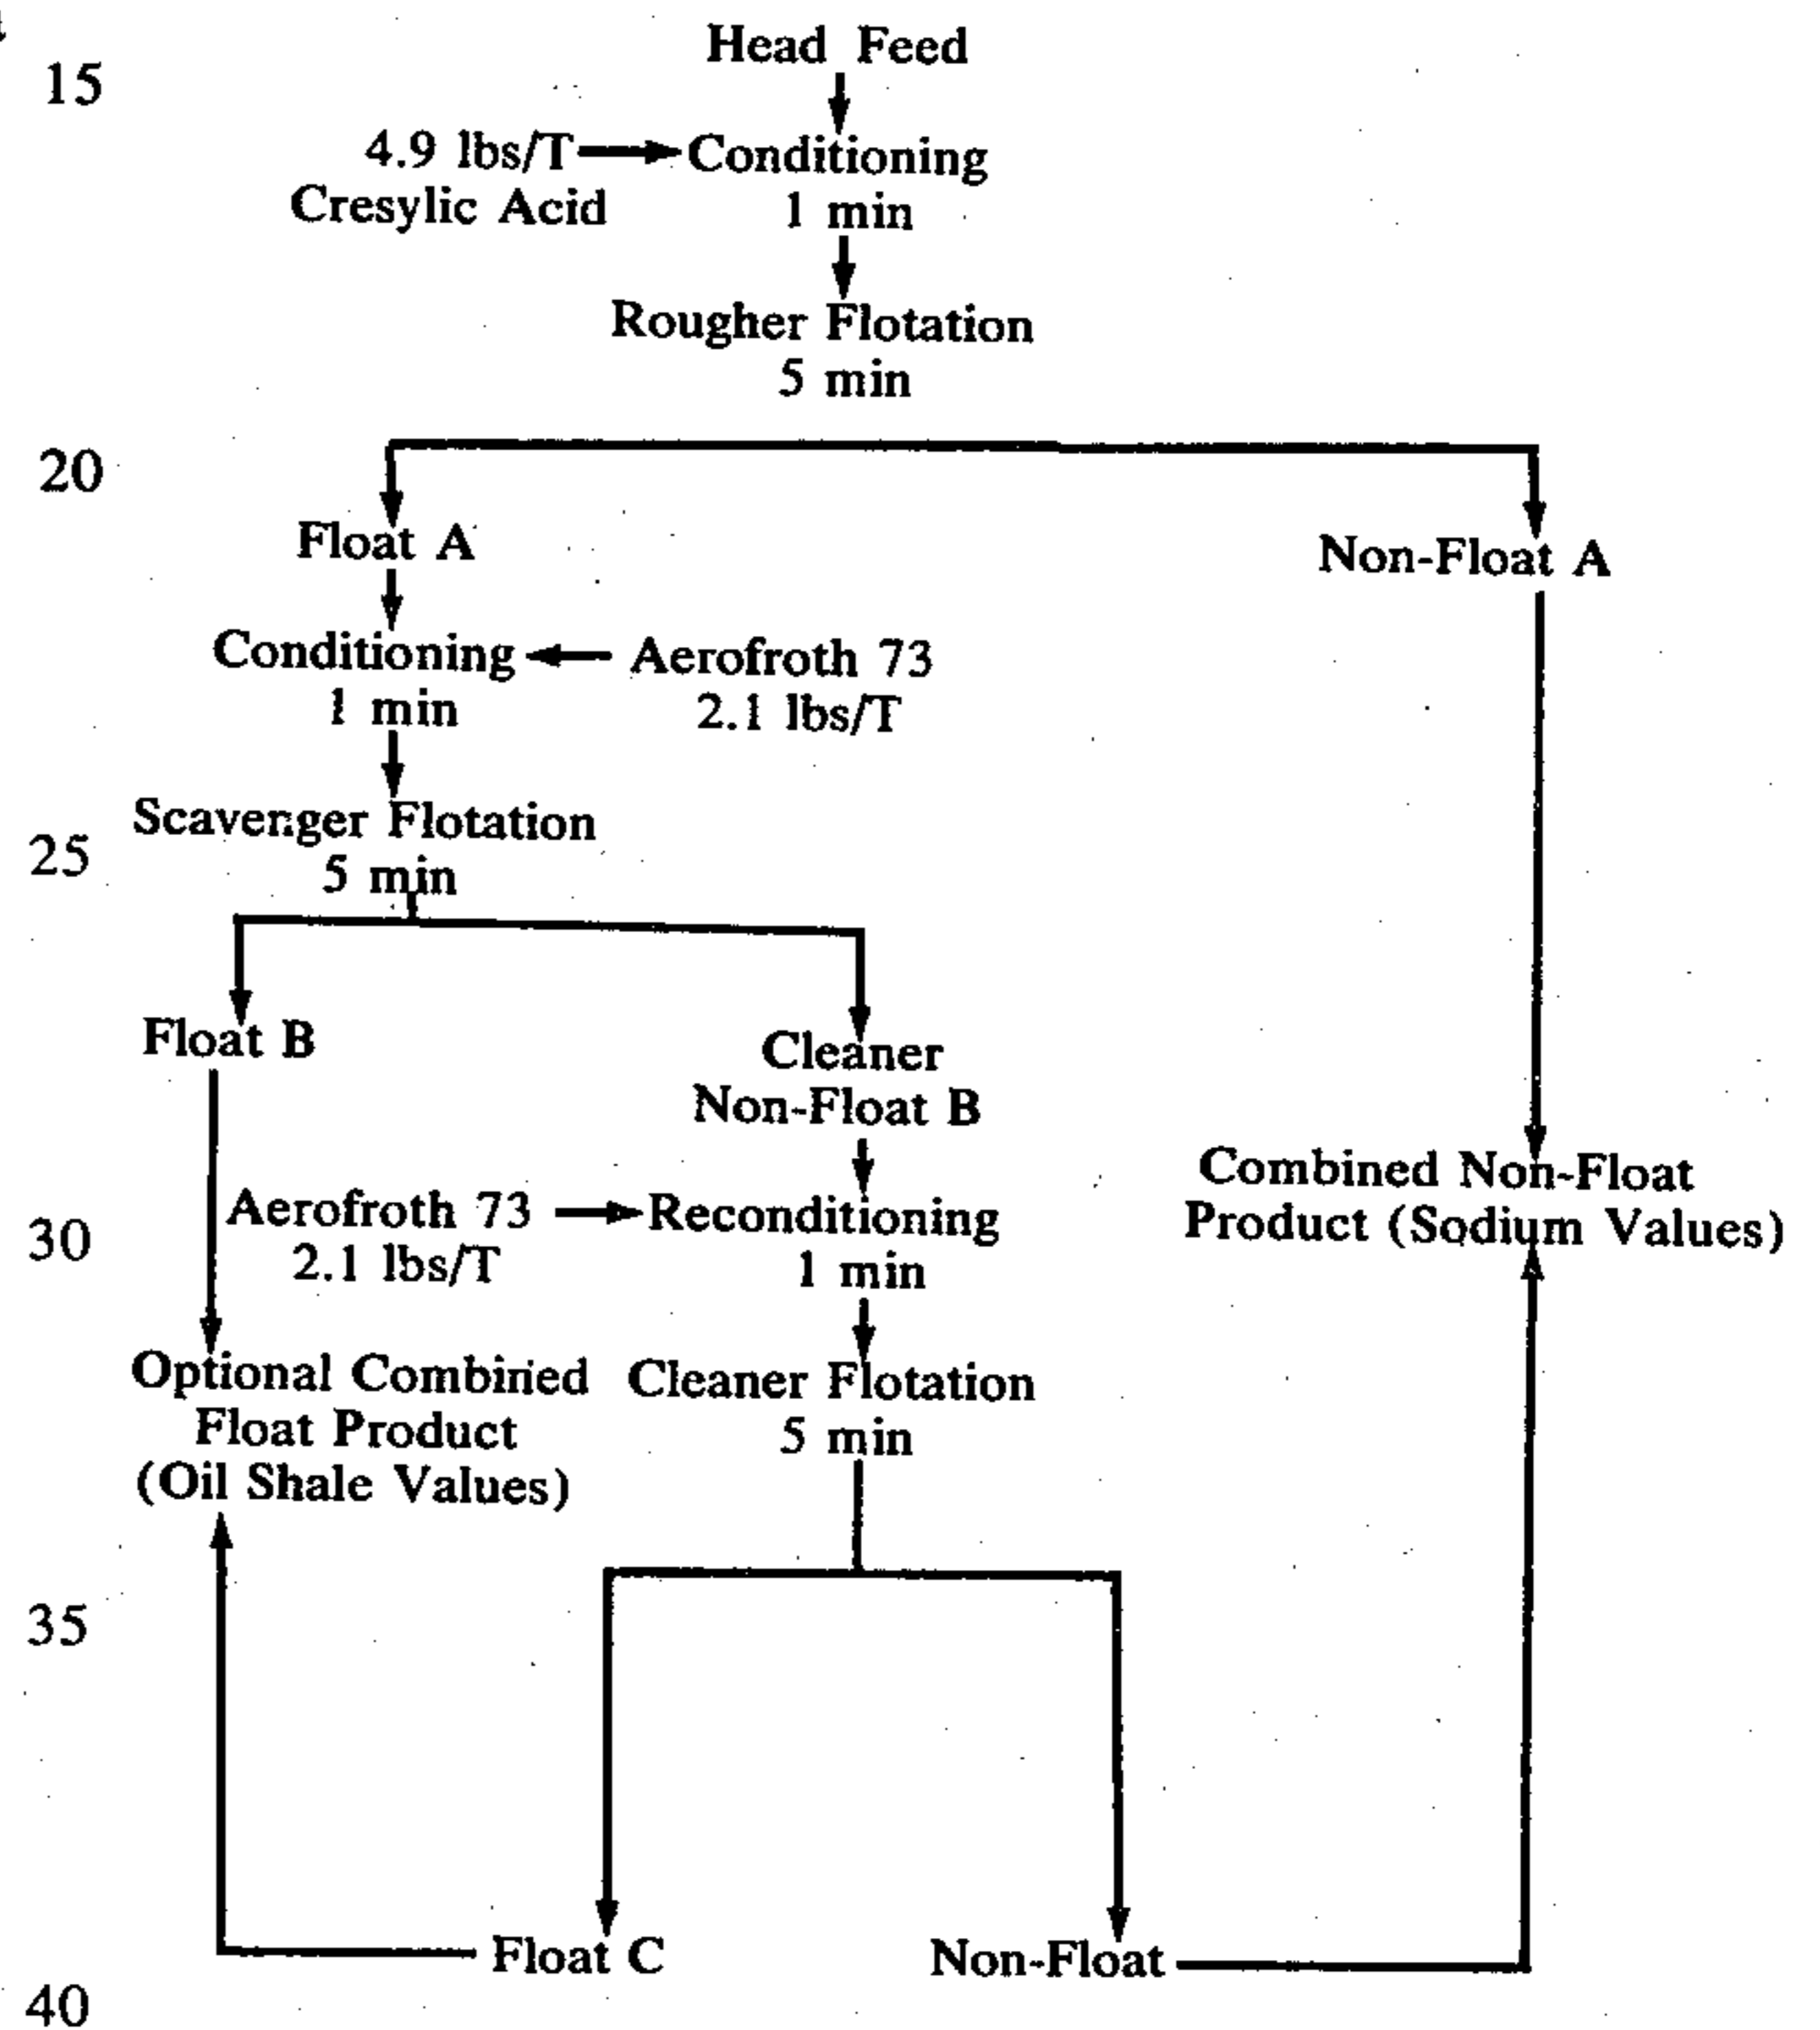 Head Feed
15
4.9 lbs/T
Conditioning
Cresylic Acid
1 min
Rougher Flotation
5 min
20
Float A
Non-Float A
Conditioning
Aerofroth 73
1 min
2.1 lbs/T
Scavenger Flotation
25
5 min
Float B
Cleaner
Non-Float B
Combined Non-Float
Product (Sodium Values)
Aerofroth 73
Reconditioning
30
2.1 lbs/T
1 min
Optional Combined
Float Product
(Oil Shale Values)
Cleaner Flotation
5 min
35
Float C
Non-Float
40